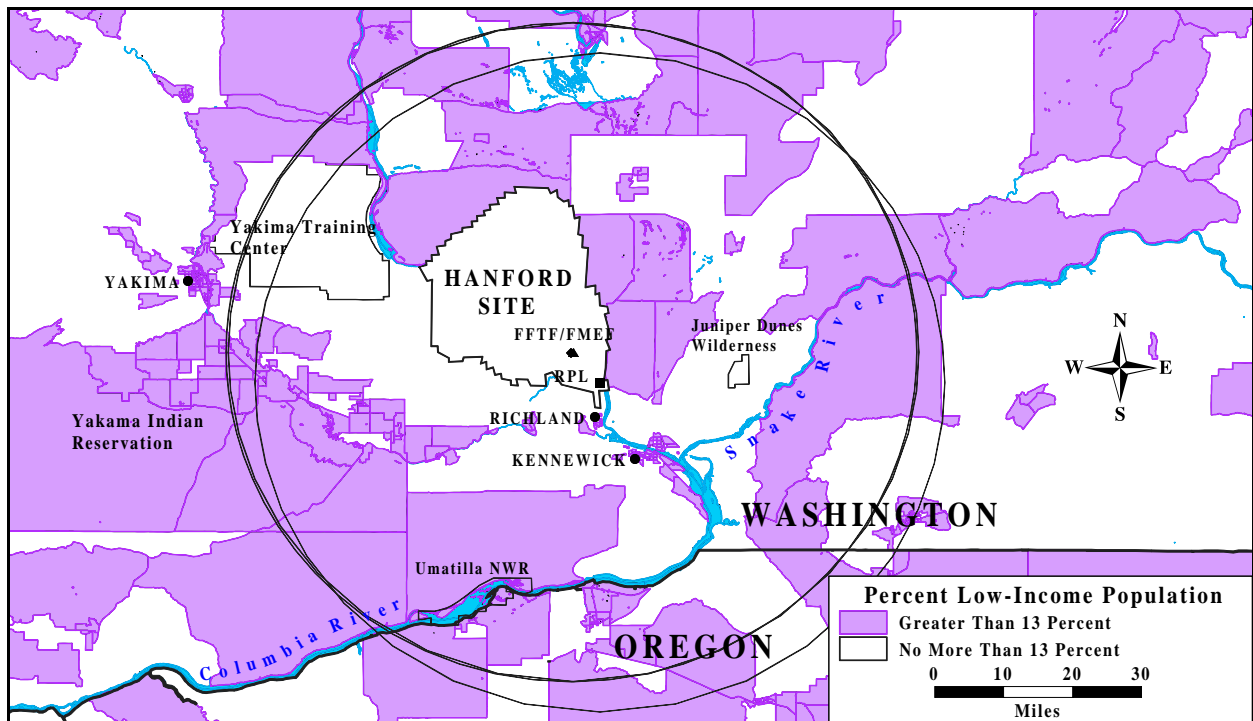 Yakima Training
Center
YAKIMA
HANFORD
SITE
FFTF/FMEF
RPL
Juniper Dunes
Wilderness
Snake River
N
W E
S
Yakama Indian
Reservation
RICHLAND
KENNEWICK
WASHINGTON
Umatilla NWR
Columbia River
OREGON
Percent Low-Income Population
Greater Than 13 Percent
No More Than 13 Percent
0 10 20 30
Miles